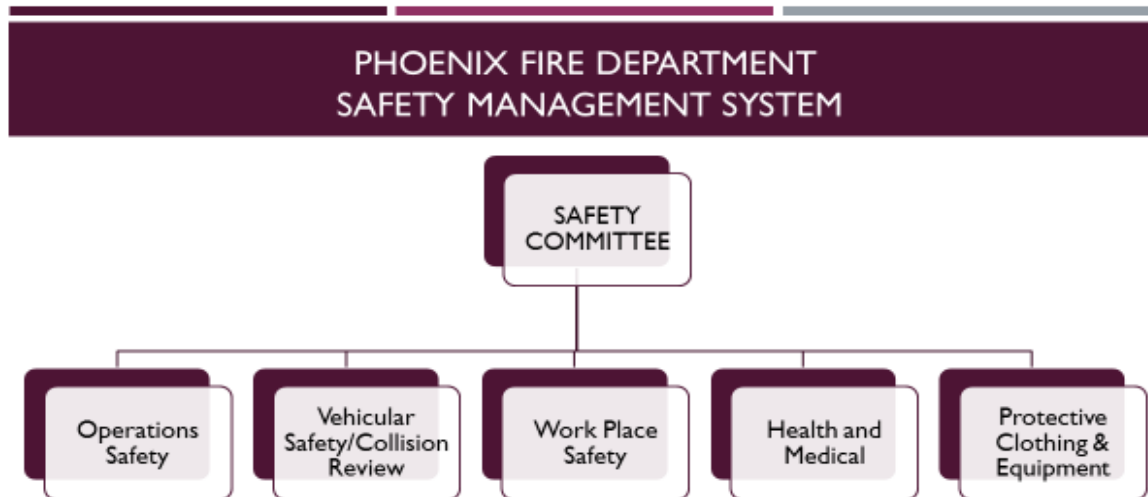 PHOENIX FIRE DEPARTMENT
SAFETY MANAGEMENT SYSTEM
SAFETY
COMMITTEE
Operations
Safety
Vehicular
Safety/Collision
Review
Work Place
Safety
Health and
Medical
Protective
Clothing &
Equipment